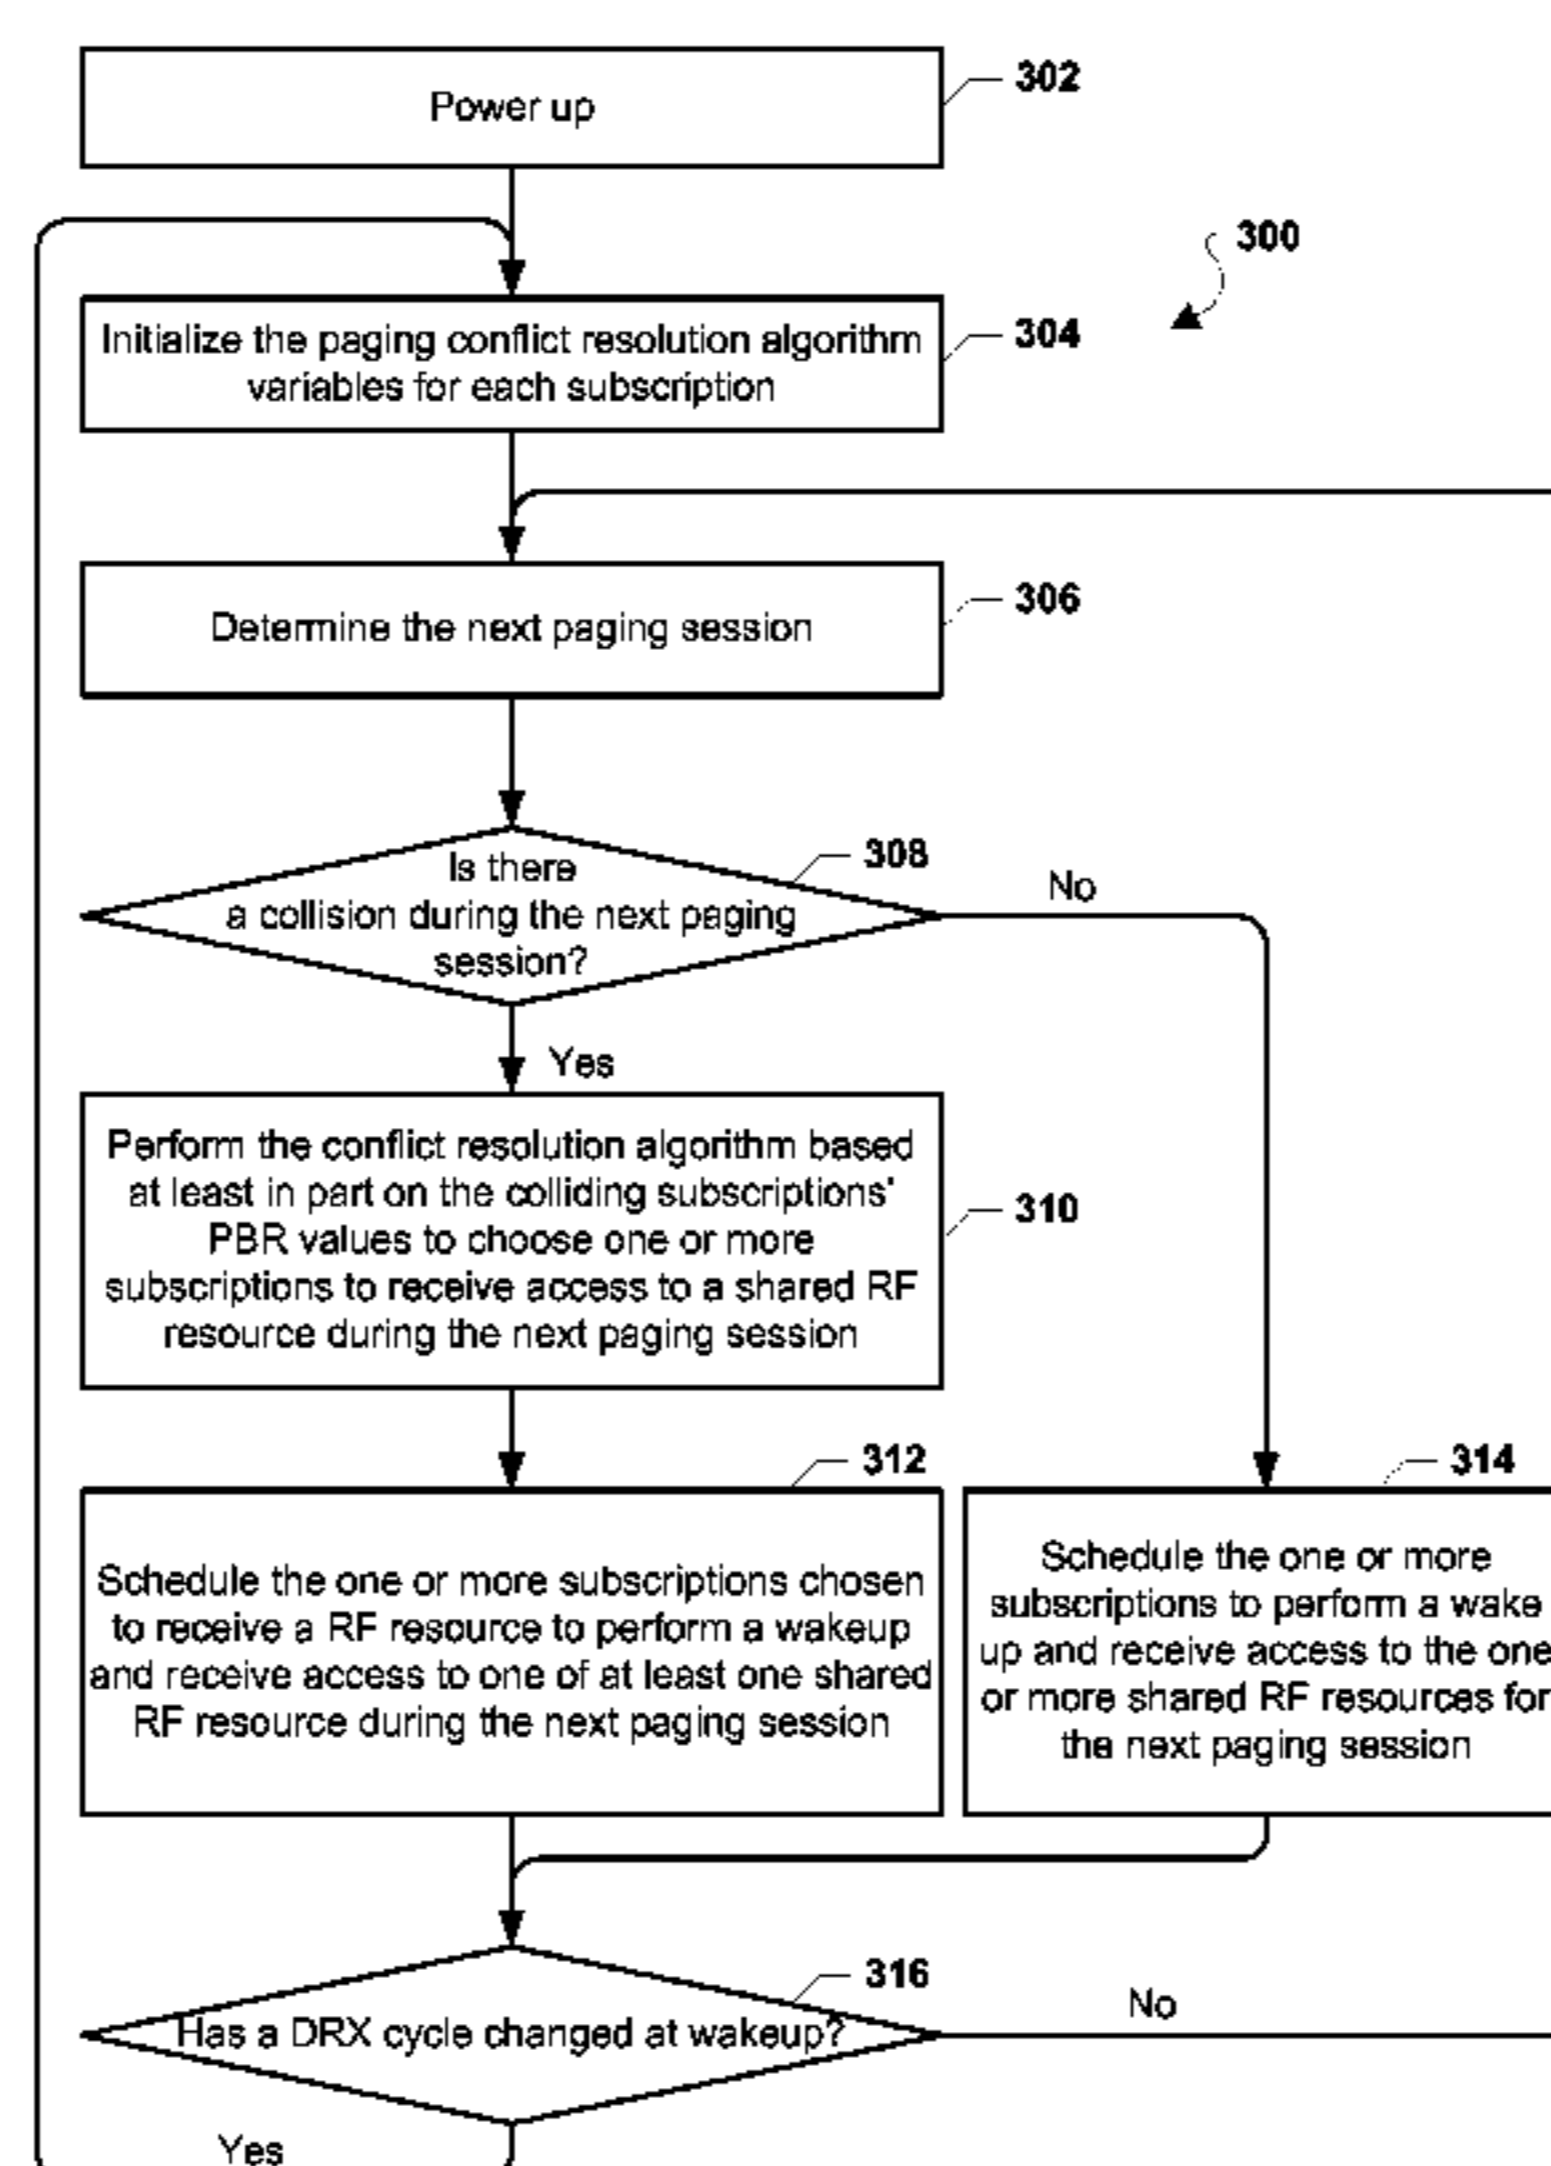 Power up
302
300
Initialize the paging conflict resolution algorithm
variables for each subscription
304
Determine the next paging session
306
Is there
a collision during the next paging
session?
308
No
Yes
Perform the conflict resolution algorithm based
at least in part on the colliding subscriptions'
PBR values to choose one or more
subscriptions to receive access to a shared RF
resource during the next paging session
310
312
Schedule the one or more subscriptions chosen
to receive a RF resource to perform a wakeup
and receive access to one of at least one shared
RF resource during the next paging session
314
Schedule the one or more
subscriptions to perform a wake
up and receive access to the one
or more shared RF resources for
the next paging session
316
Has a DRX cycle changed at wakeup?
No
Yes